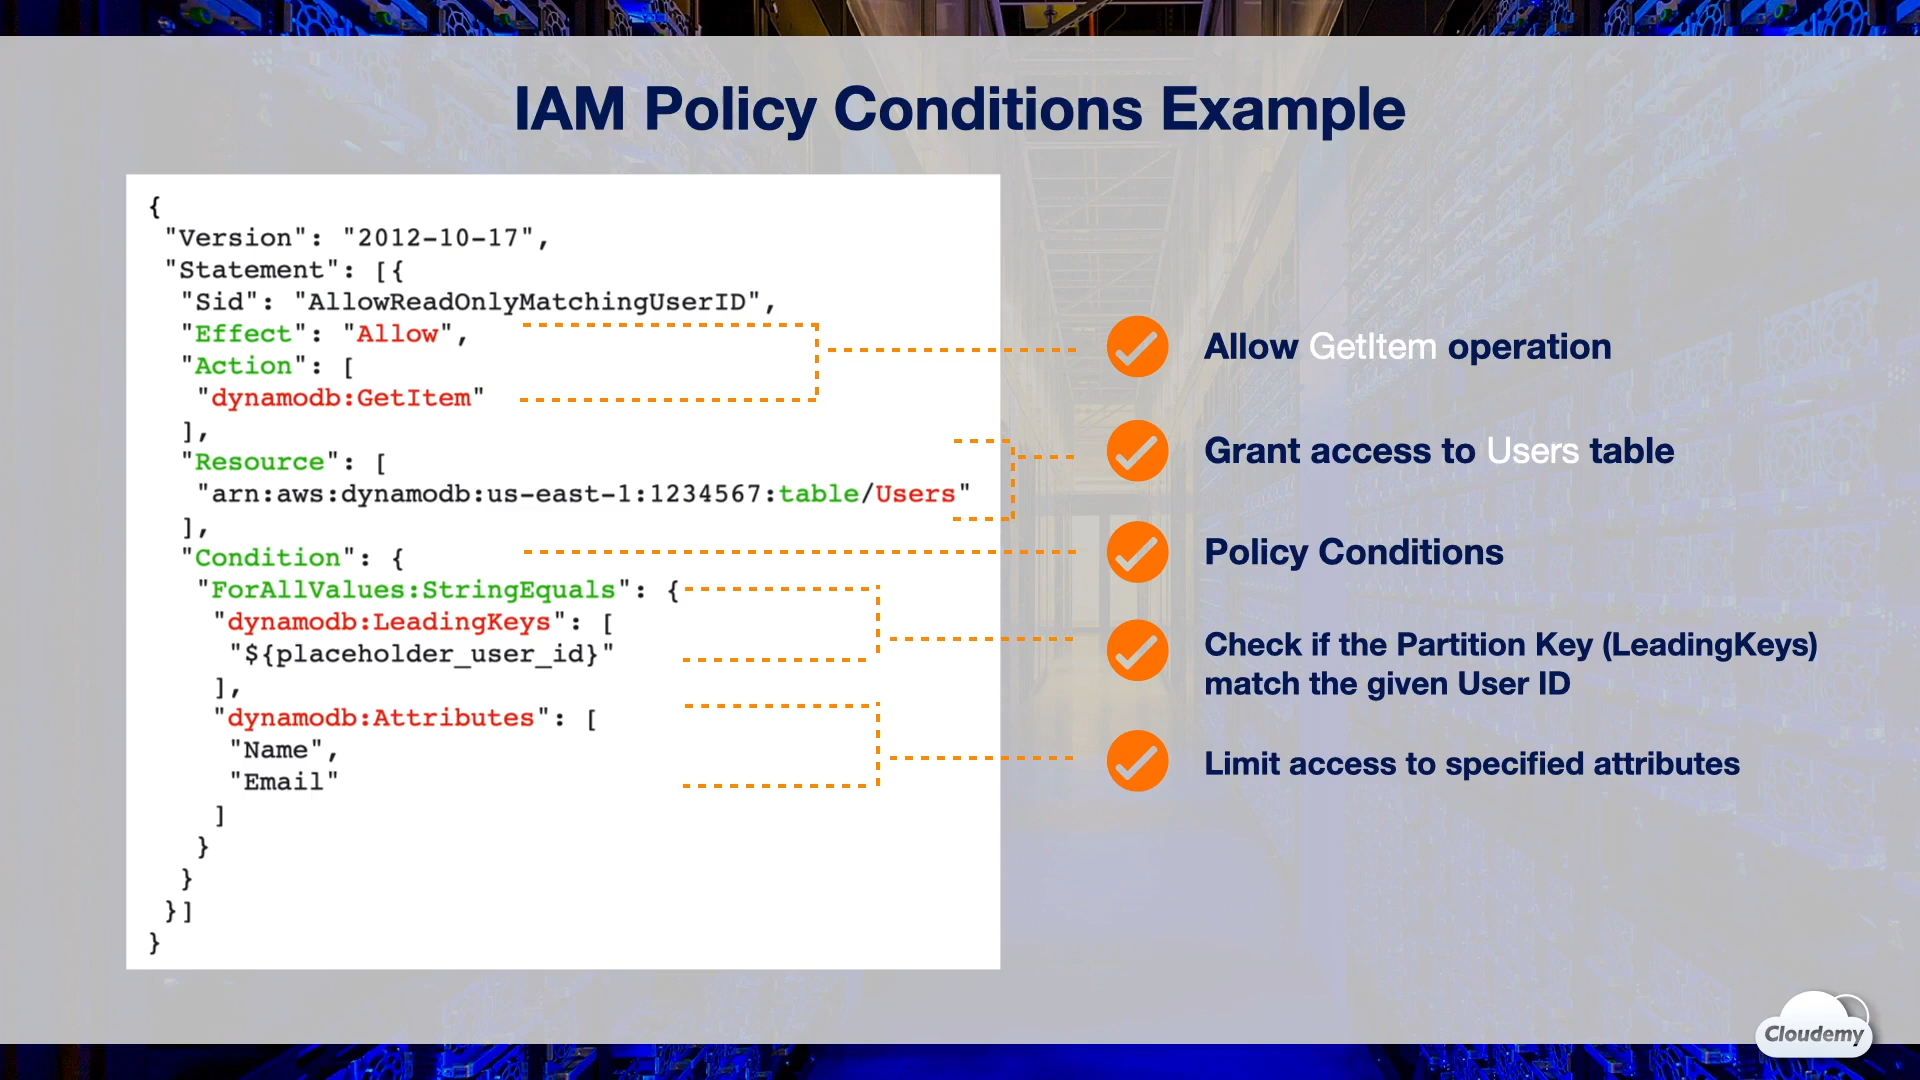 IAM Policy Conditions Example
{
"Version": "2012-10-17",
"Statement": [{
"Sid": "AllowReadOnlyMatchingUserID",
"Effect": "Allow",
"Action": [
"dynamodb:GetItem"
],
"Resource": [
"arn:aws:dynamodb:us-east-1:1234567:table/Users"
],
"Condition": {
"ForAllValues:StringEquals": {
"dynamodb:LeadingKeys": [
"${placeholder_user_id}"
],
"dynamodb:Attributes": [
"Name",
"Email"
]
}
}
}]
}
Allow GetItem operation
Grant access to Users table
Policy Conditions
Check if the Partition Key (LeadingKeys)
match the given User ID
Limit access to specified attributes
Cloudemy